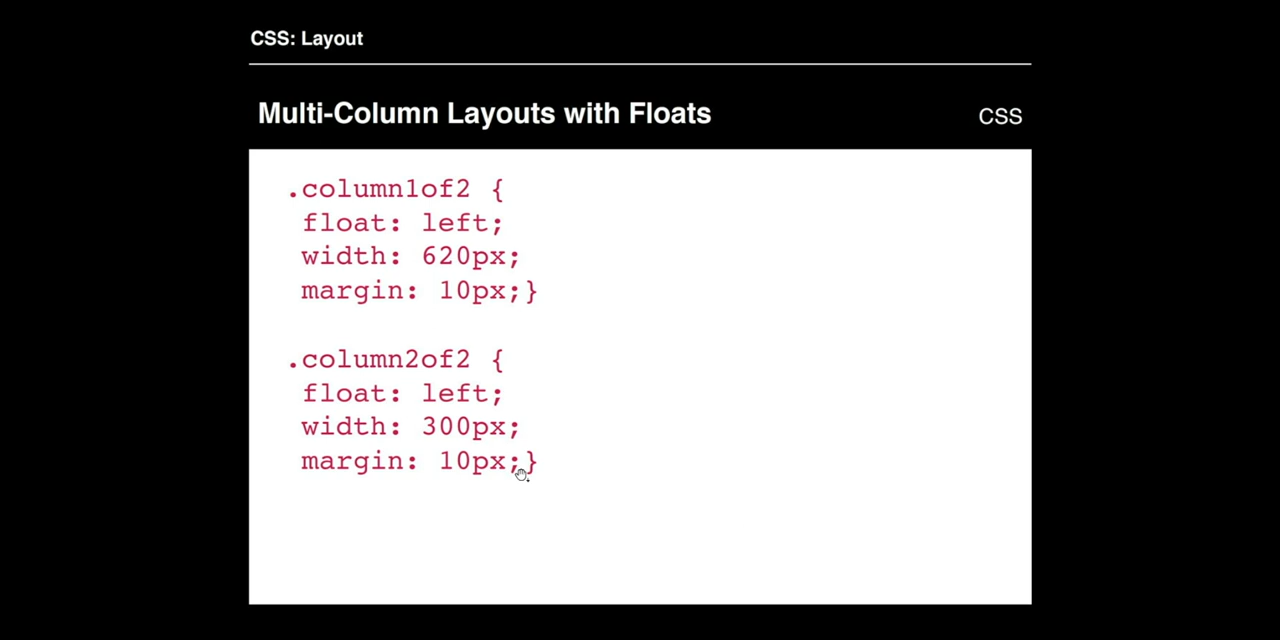 CSS: Layout
Multi-Column Layouts with Floats
CSS
.column1of2 {
float: left;
width: 620px;
margin: 10px;}
.column2of2 {
float: left;
width: 300px;
margin: 10px;}